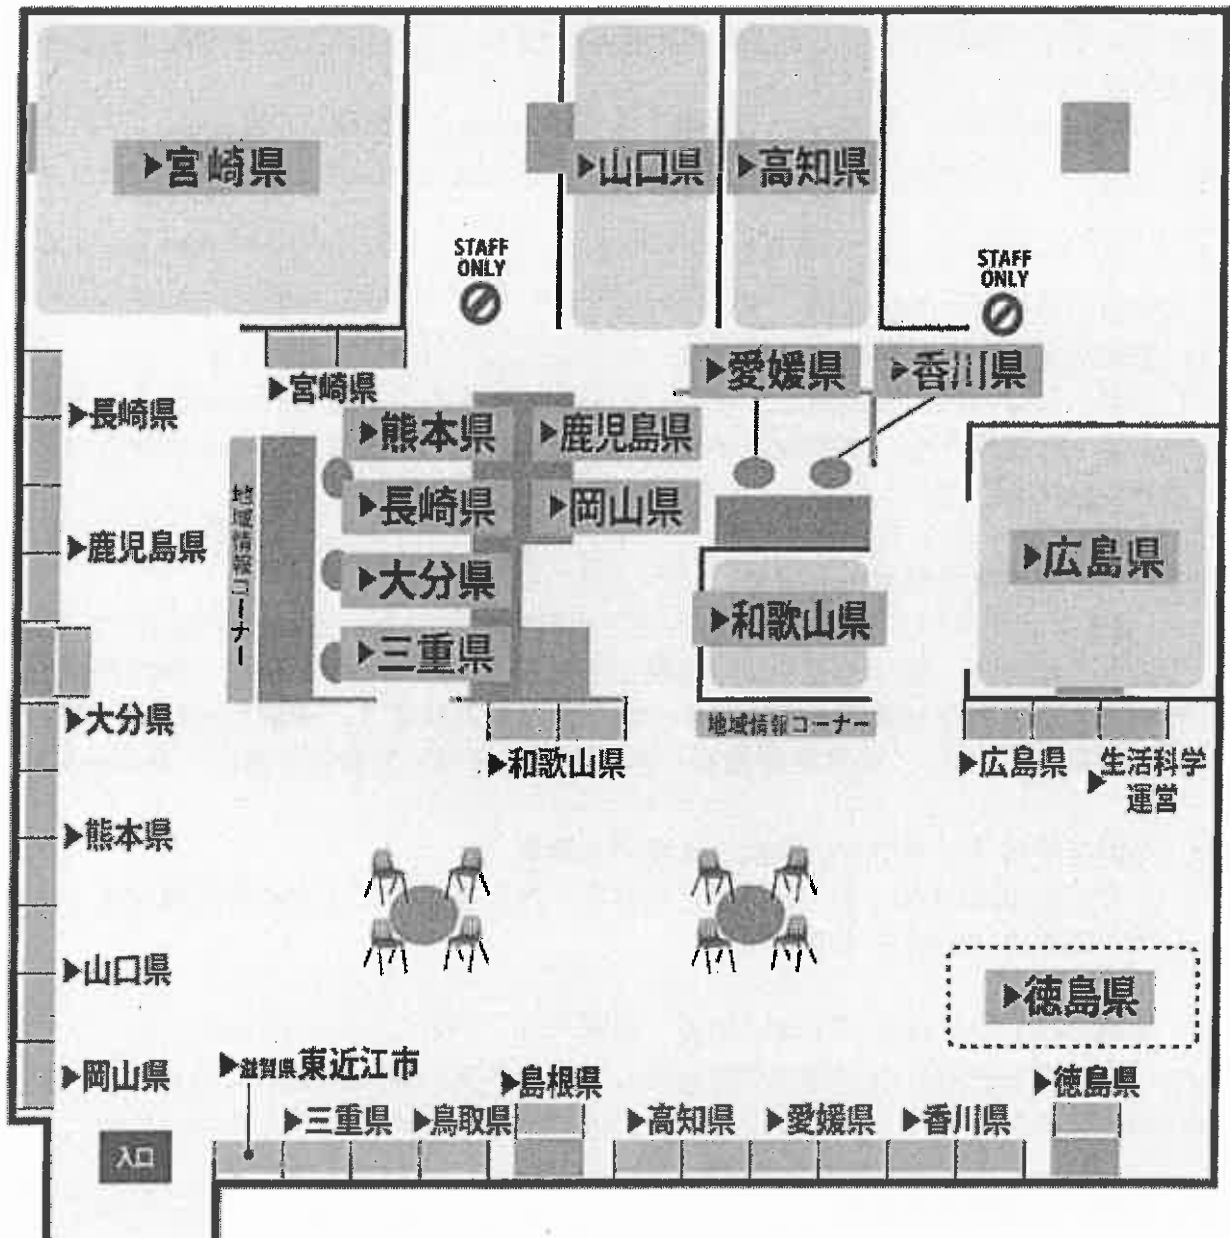 ▶宮崎県
▶山口県
▶高知県
STAFF
ONLY
STAFF
ONLY
▶愛媛県
▶香川県
▶宮崎県
▶長崎県
▶熊本県
▶鹿児島県
地域情報コーナー
▶長崎県
▶岡山県
▶鹿児島県
▶大分県
▶広島県
▶和歌山県
▶三重県
▶大分県
地域情報コーナー
▶和歌山県
▶広島県
▶生活科学
運営
▶熊本県
▶山口県
▶徳島県
▶岡山県
▶滋賀県東近江市
▶島根県
▶徳島県
▶三重県
▶鳥取県
▶高知県
▶愛媛県
▶香川県
入口